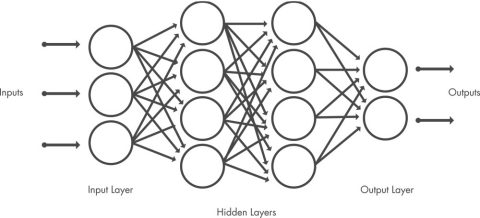 Inputs
Outputs
Input Layer
Output Layer
Hidden Layers